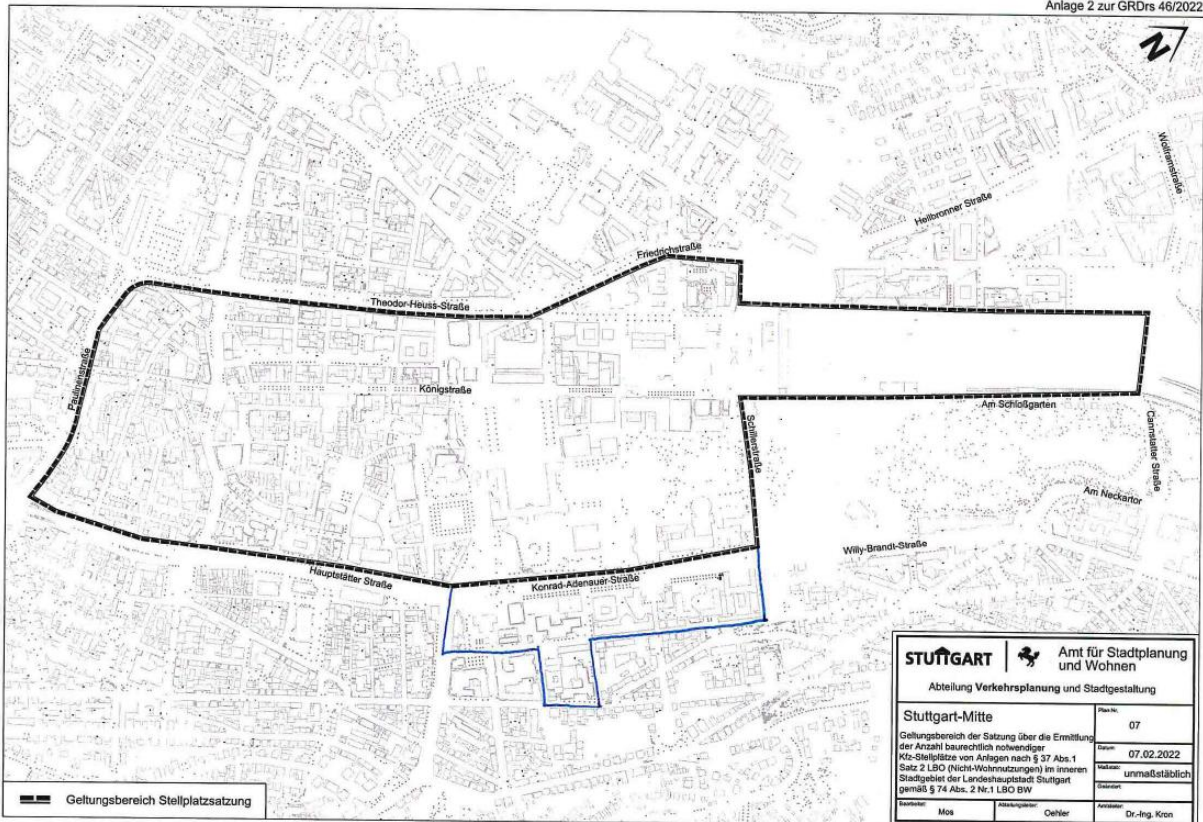 Anlage 2 zur GRDrs 46/2022
N
Wolframstraße
Heilbronner Straße
Friedrichstraße
Theodor-Heuss-Straße
Paulinenstraße
Königstraße
Am Schloßgarten
Schillerstraße
Cannstatter Straße
Am Neckartor
Willy-Brandt-Straße
Hauptstätter Straße
Konrad-Adenauer-Straße
Geltungsbereich Stellplatzsatzung
STUTTGART
Amt für Stadtplanung
und Wohnen
Abteilung Verkehrsplanung und Stadtgestaltung
Stuttgart-Mitte
Geltungsbereich der Satzung über die Ermittlung
der Anzahl baurechtlich notwendiger
Kfz-Stellplätze von Anlagen nach § 37 Abs.1
Satz 2 LBO (Nicht-Wohnnutzungen) im inneren
Stadtgebiet der Landeshauptstadt Stuttgart
gemäß § 74 Abs. 2 Nr.1 LBO BW
Plan Nr.
07
Datum:
07.02.2022
Maßstab:
unmaßstäblich
Geändert:
Bearbeitet:
Mos
Abteilungsleiter:
Oehler
Amtsleiter:
Dr.-Ing. Kron